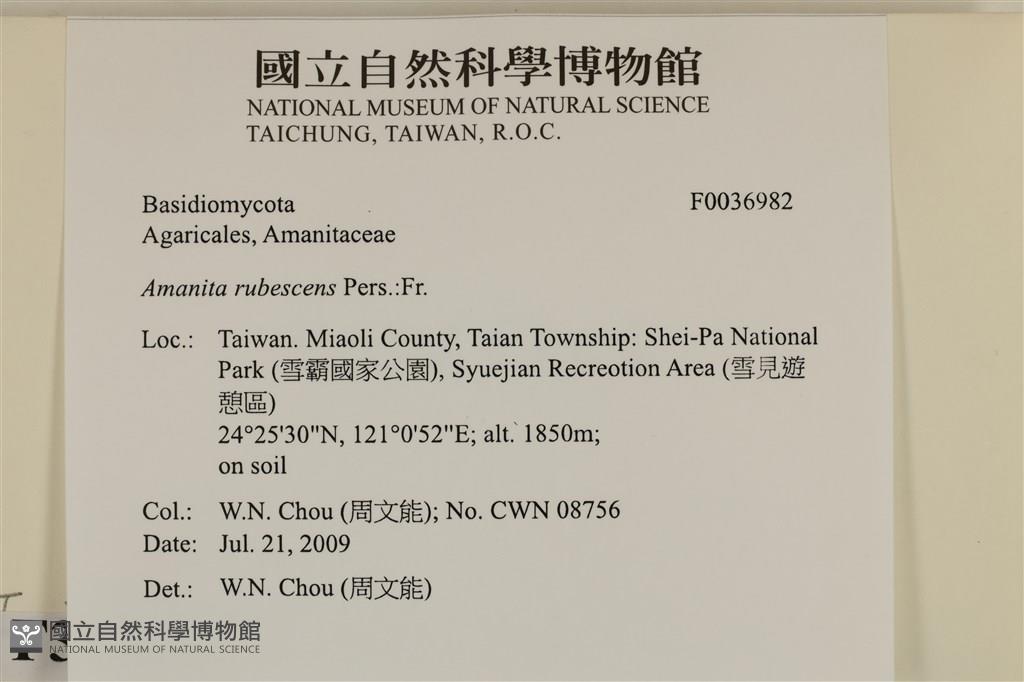 國立自然科學博物館
NATIONAL MUSEUM OF NATURAL SCIENCE
TAICHUNG, TAIWAN, R.O.C.
Basidiomycota F0036982
Agaricales, Amanitaceae
Amanita rubescens Pers.:Fr.
Loc.: Taiwan. Miaoli County, Taian Township: Shei-Pa National
Park (雪霸國家公園), Syuejian Recreotion Area (雪見遊
憩區)
24°25'30"N, 121°0'52"E; alt. 1850m;
on soil
Col.: W.N. Chou (周文能); No. CWN 08756
Date: Jul. 21, 2009
Det.: W.N. Chou (周文能)
國立自然科學博物館
NATIONAL MUSEUM OF NATURAL SCIENCE